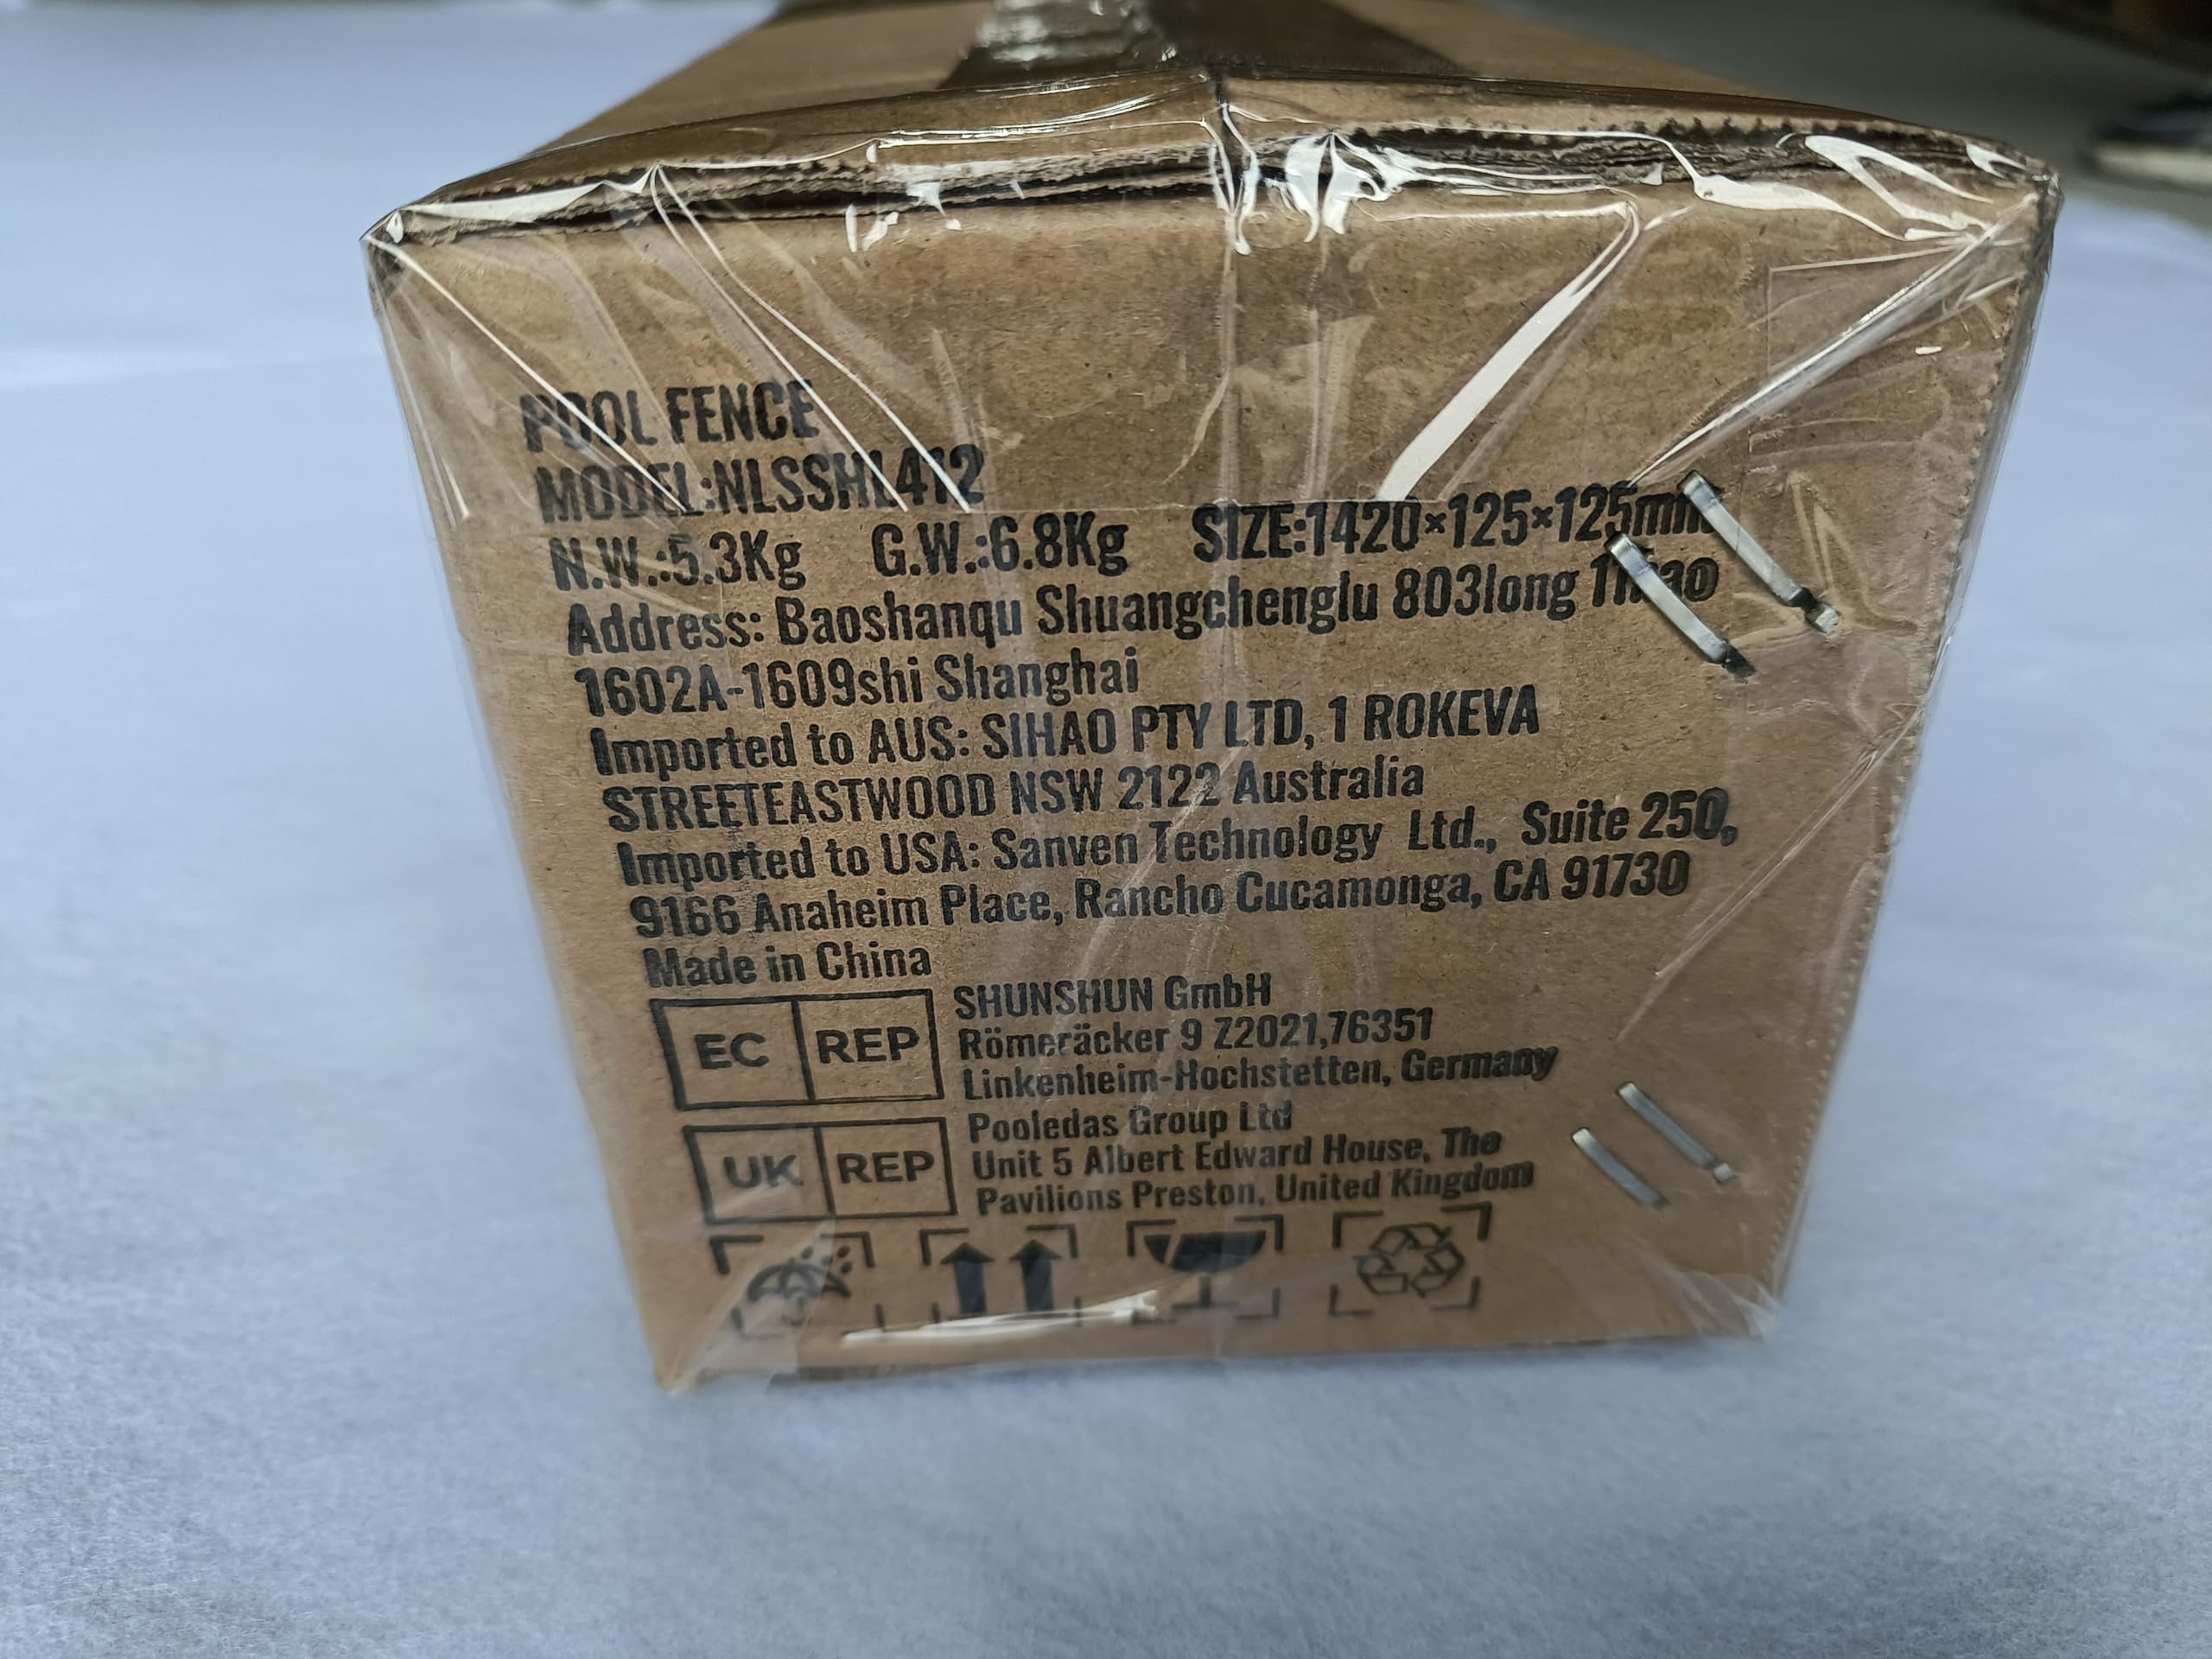 POOL FENCE
MODEL:NLSSHL412
N.W.:5.3Kg G.W.:6.8Kg SIZE:1420×125×125mm
Address: Baoshanqu Shuangchenglu 803long
1602A-1609shi Shanghai
Imported to AUS: SIHAO PTY LTD, 1 ROKEVA
STREETEASTWOOD NSW 2122 Australia
Imported to USA: Sanven Technology Ltd., Suite 250,
9166 Anaheim Place, Rancho Cucamonga, CA 91730
Made in China
EC REP
SHUNSHUN GmbH
Römeräcker 9 Z2021,76351
Linkenheim-Hochstetten, Germany
UK REP
Pooledas Group Ltd
Unit 5 Albert Edward House, The
Pavilions Preston, United Kingdom